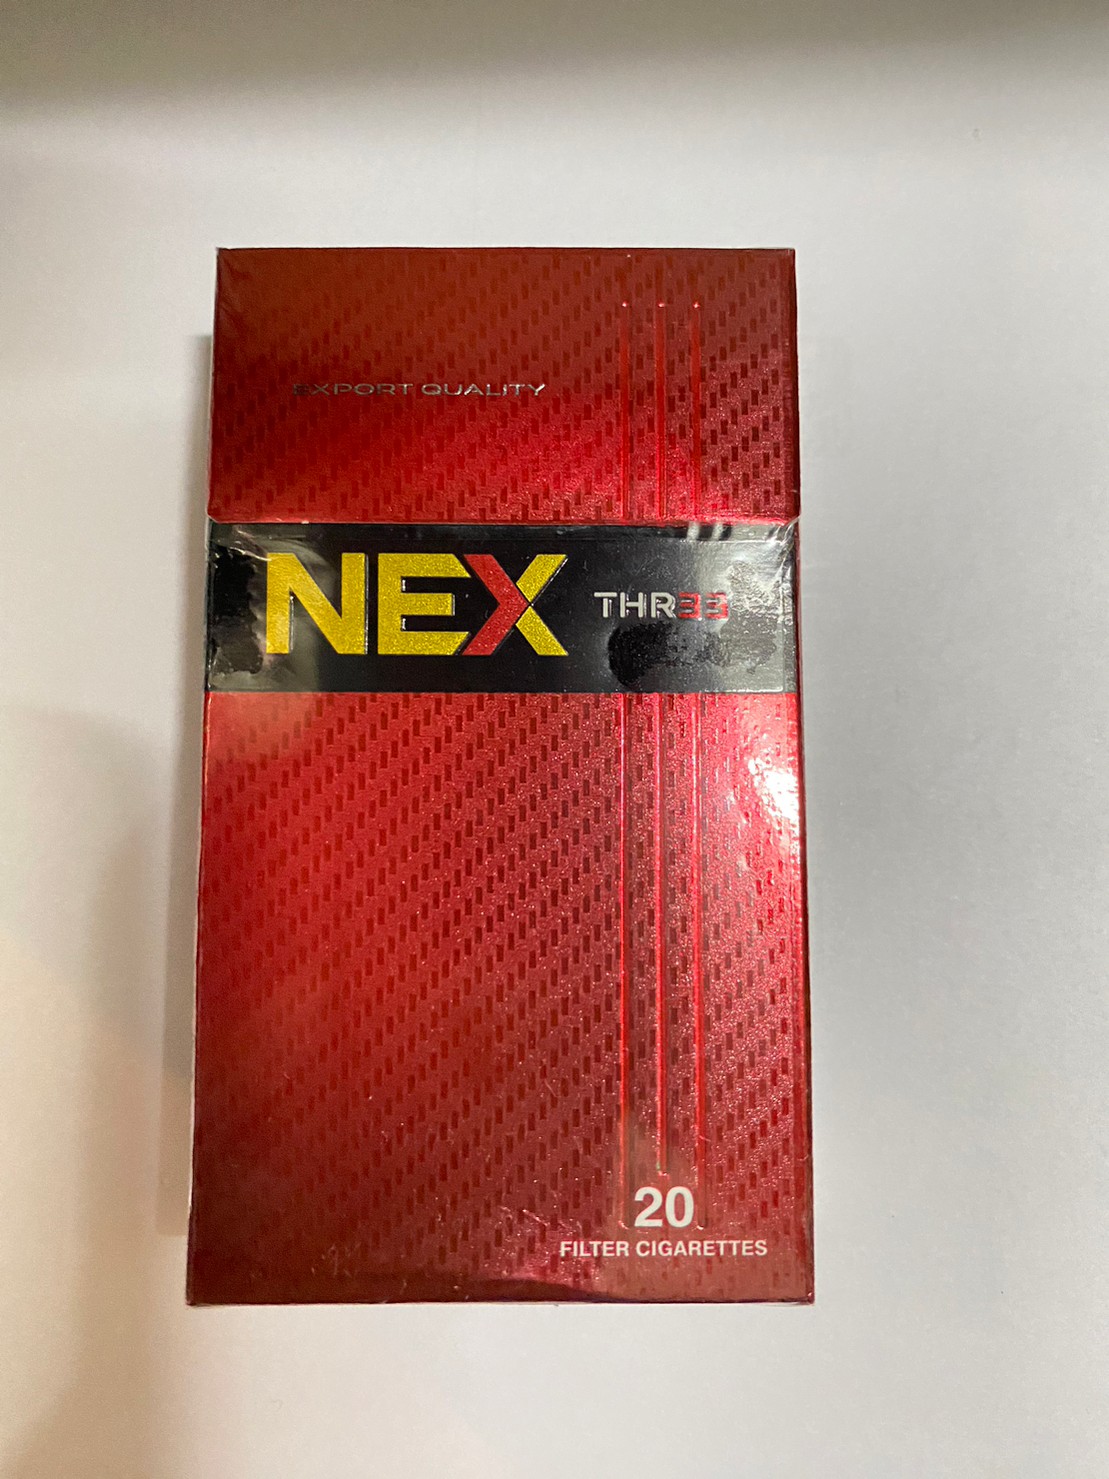 EXPORT QUALITY
NEX THR33
20
FILTER CIGARETTES